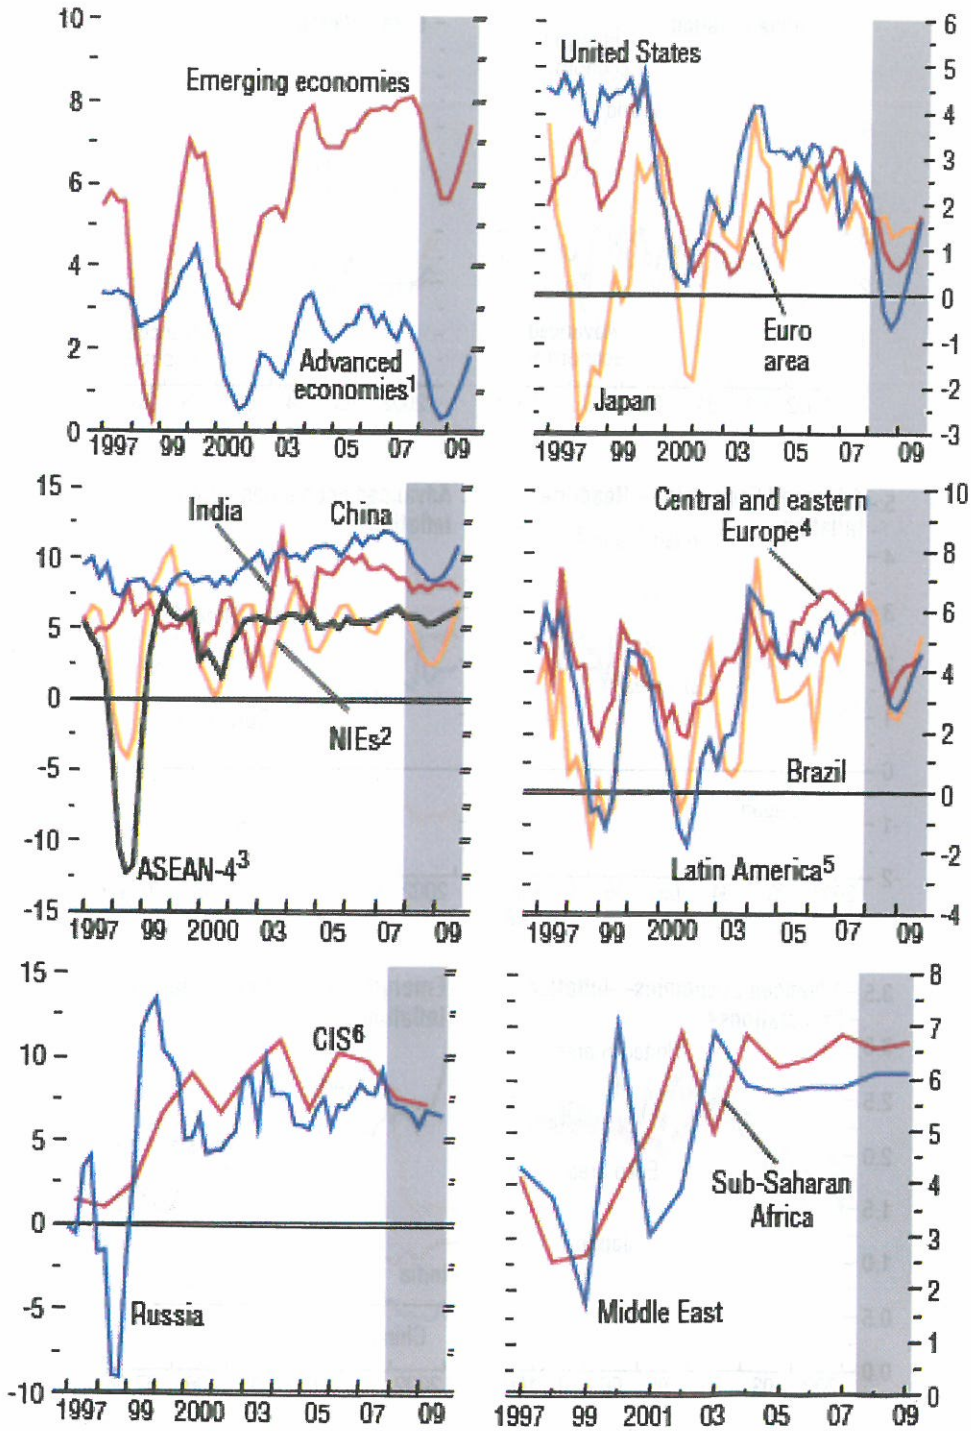 10
8
6
4
2
0
Emerging economies
Advanced
economies1
1997 99 2000 03 05 07 09
6
5
4
3
2
1
0
-1
-2
-3
United States
Euro
area
Japan
1997 99 2000 03 05 07 09
15
10
5
0
-5
-10
-15
India
China
NIEs2
ASEAN-43
1997 99 2000 03 05 07 09
10
8
6
4
2
0
-2
-4
Central and eastern
Europe4
Brazil
Latin America5
1997 99 2000 03 05 07 09
15
10
5
0
-5
-10
CIS6
Russia
1997 99 2000 03 05 07 09
8
7
6
5
4
3
2
1
0
Sub-Saharan
Africa
Middle East
1997 99 2001 03 05 07 09